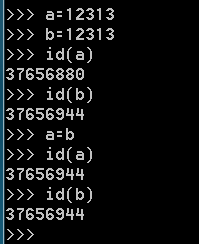 >>> a=12313
>>> b=12313
>>> id(a)
37656880
>>> id(b)
37656944
>>> a=b
>>> id(a)
37656944
>>> id(b)
37656944
>>>